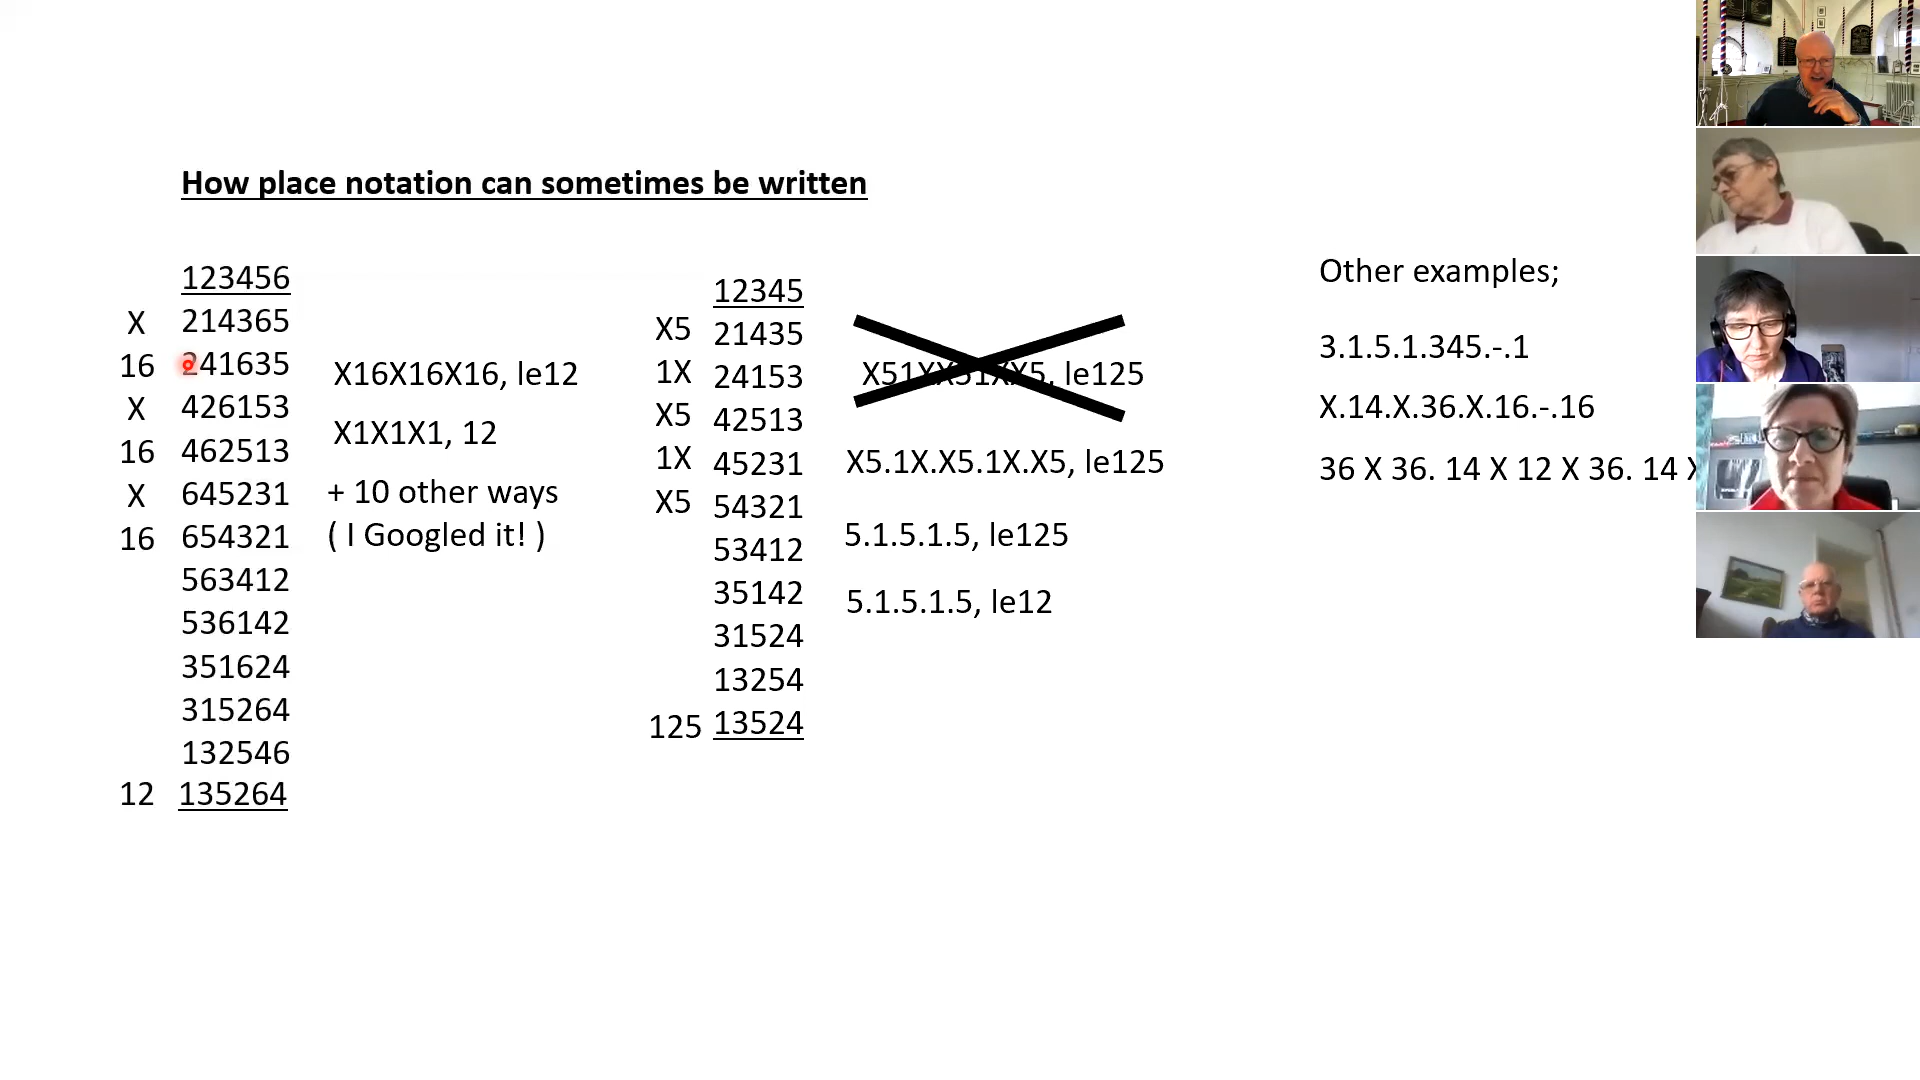 How place notation can sometimes be written
123456
X 214365
16 241635
X 426153
16 462513
X 645231
16 654321
563412
536142
351624
315264
132546
12 135264
X16X16X16, le12
X1X1X1, 12
+ 10 other ways
( I Googled it! )
12345
X5 21435
1X 24153
X5 42513
1X 45231
X5 54321
53412
35142
31524
13254
125 13524
X51XX51XX5, le125
X5.1X.X5.1X.X5, le125
5.1.5.1.5, le125
5.1.5.1.5, le12
Other examples;
3.1.5.1.345.-.1
X.14.X.36.X.16.-.16
36 X 36. 14 X 12 X 36. 14 X